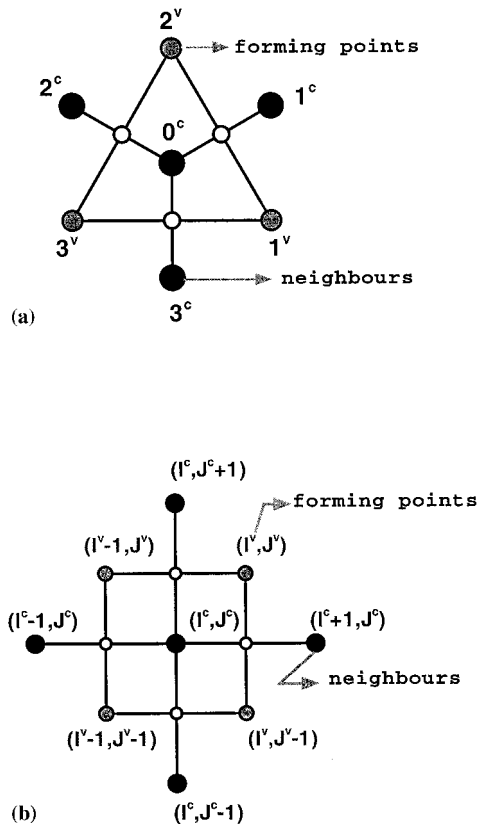 2ᵛ
forming points
2ᶜ
0ᶜ
1ᶜ
3ᵛ
1ᵛ
neighbours
3ᶜ
(a)
(Iᶜ,Jᶜ+1)
forming points
(Iᵛ-1,Jᵛ)
(Iᵛ,Jᵛ)
(Iᶜ-1,Jᶜ)
(Iᶜ,Jᶜ)
(Iᶜ+1,Jᶜ)
neighbours
(Iᵛ-1,Jᵛ-1)
(Iᵛ,Jᵛ-1)
(b)
(Iᶜ,Jᶜ-1)